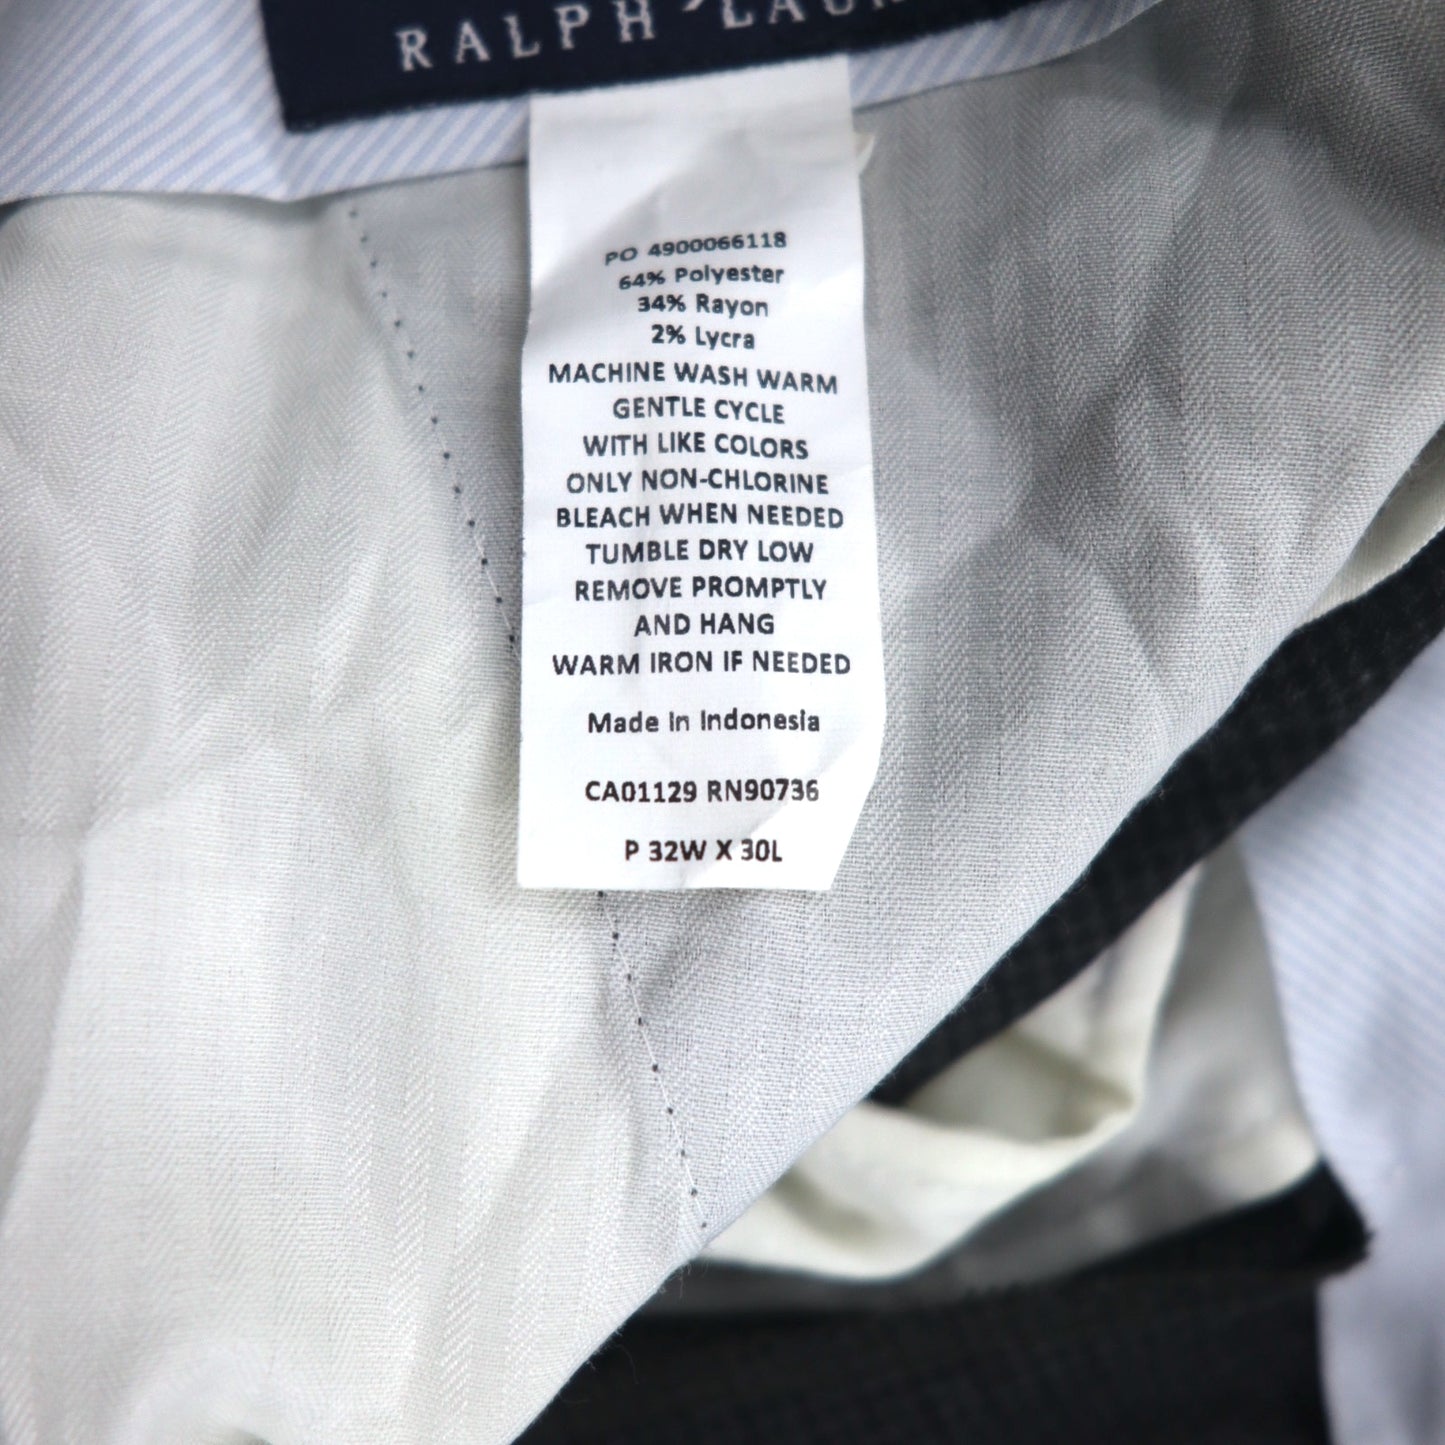 RALPH
PO 4900066118
64% Polyester
34% Rayon
2% Lycra
MACHINE WASH WARM
GENTLE CYCLE
WITH LIKE COLORS
ONLY NON-CHLORINE
BLEACH WHEN NEEDED
TUMBLE DRY LOW
REMOVE PROMPTLY
AND HANG
WARM IRON IF NEEDED
Made In Indonesia
CA01129 RN90736
P 32W X 30L